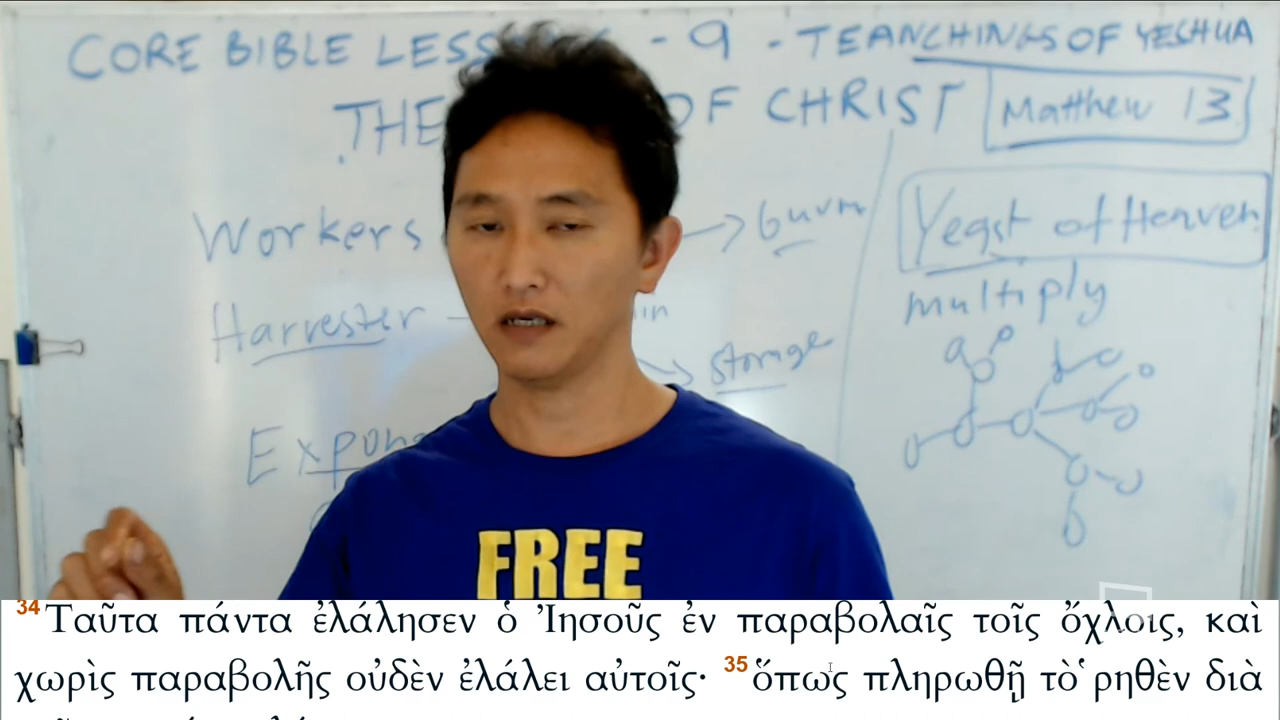 CORE BIBLE - 9 - TEANCHINGS OF YESHUA
THE OF CHRIST Matthew 13
Workers
Harvester
storage
Yeast of Heaven
multiply
FREE
34 Ταῦτα πάντα ἐλάλησεν ὁ Ἰησοῦς ἐν παραβολαῖς τοῖς ὄχλοις, καὶ
χωρὶς παραβολῆς οὐδὲν ἐλάλει αὐτοῖς· 35 ὅπως πληρωθῇ τὸ ῥηθὲν διὰ